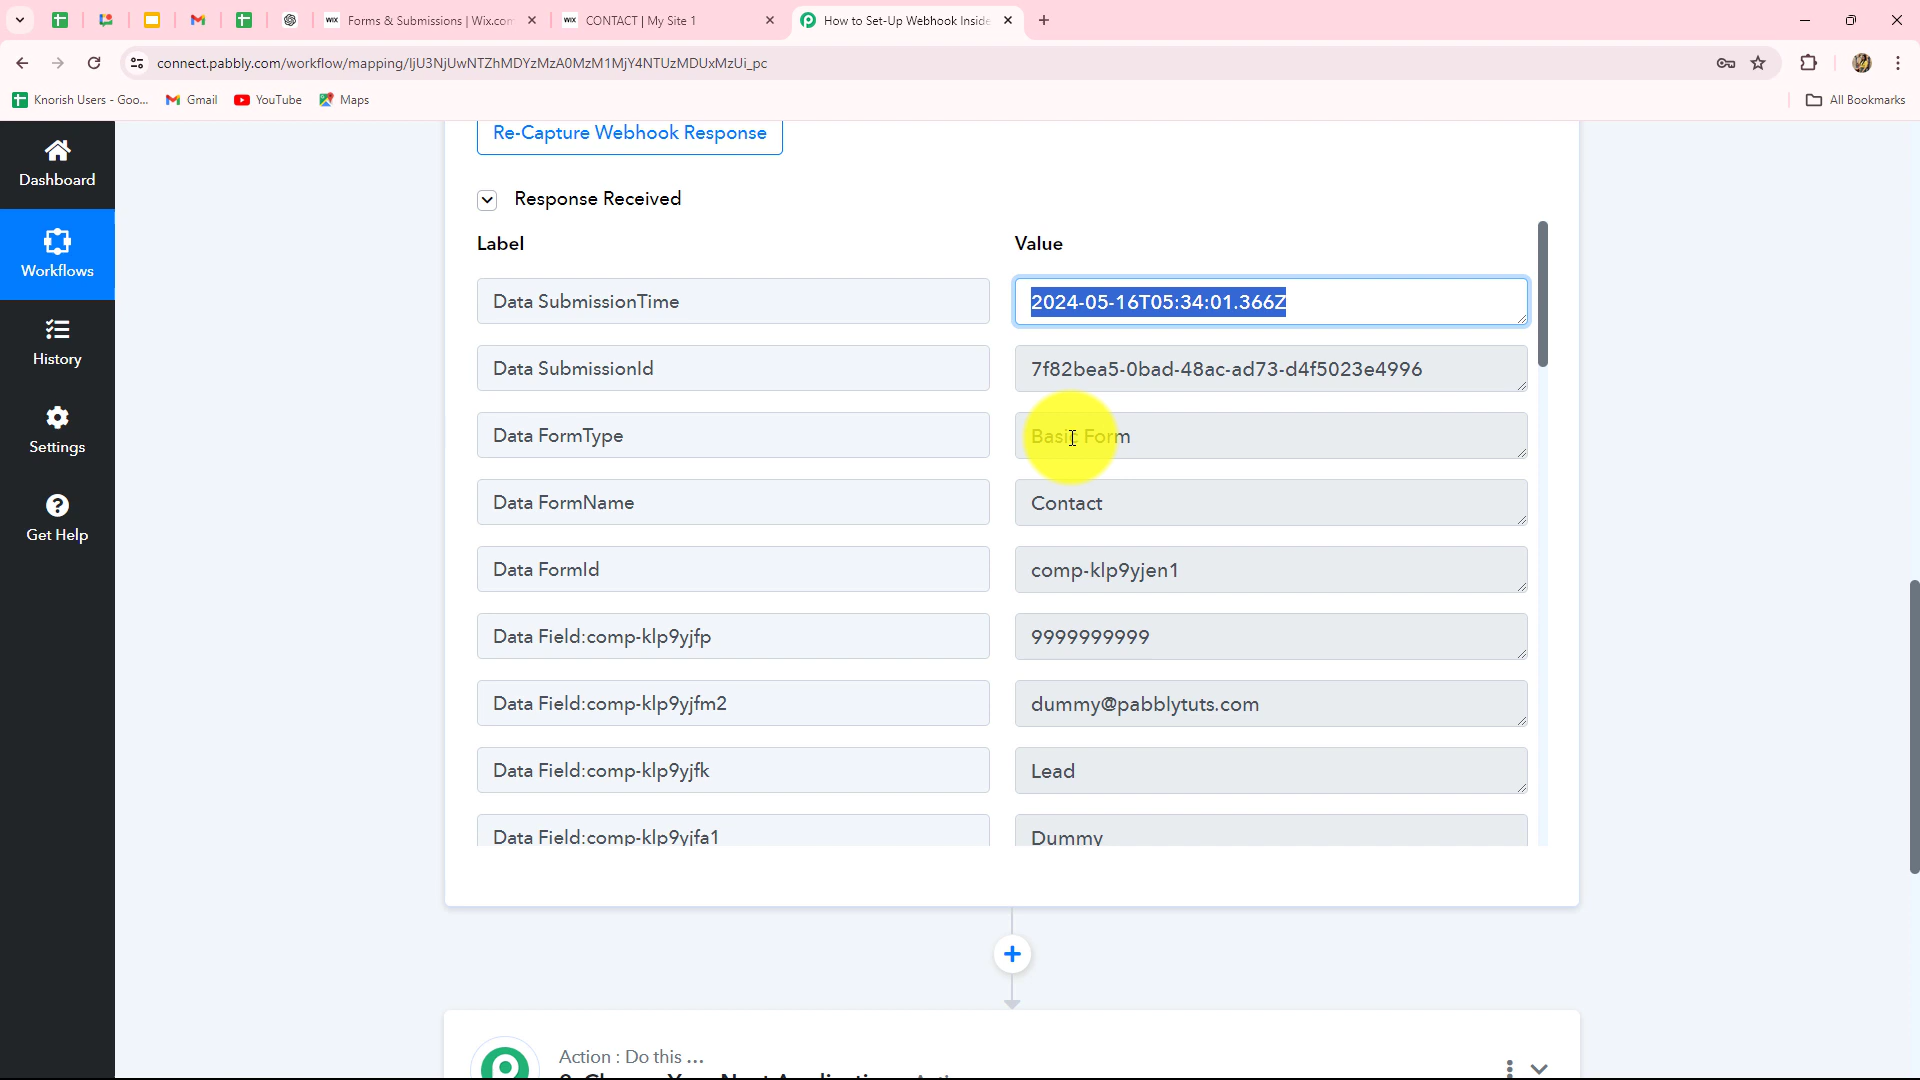 Forms & Submissions | Wix.com
CONTACT | My Site 1
How to Set-Up Webhook Inside
connect.pabbly.com/workflow/mapping/IjU3NjUwNTZhMDYzMzA0MzM1MjY4NTUzMDUxMzUi_pc
Knorish Users - Goo...
Gmail
YouTube
Maps
All Bookmarks
Dashboard
Workflows
History
Settings
Get Help
Re-Capture Webhook Response
Response Received
Label Value
Data SubmissionTime 2024-05-16T05:34:01.366Z
Data SubmissionId 7f82bea5-0bad-48ac-ad73-d4f5023e4996
Data FormType Basic Form
Data FormName Contact
Data FormId comp-klp9yjen1
Data Field:comp-klp9yjfp 9999999999
Data Field:comp-klp9yjfm2 dummy@pabblytuts.com
Data Field:comp-klp9yjfk Lead
Data Field:comp-klp9yjfa1 Dummy
Action : Do this ...